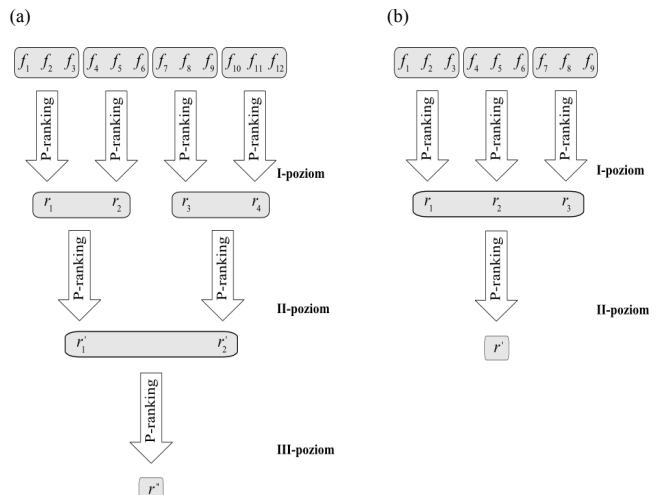 (a)
f₁ f₂ f₃ f₄ f₅ f₆ f₇ f₈ f₉ f₁₀ f₁₁ f₁₂
P-ranking P-ranking P-ranking P-ranking
I-poziom
r₁ r₂ r₃ r₄
P-ranking P-ranking
II-poziom
r₁' r₂'
P-ranking
III-poziom
r"
(b)
f₁ f₂ f₃ f₄ f₅ f₆ f₇ f₈ f₉
P-ranking P-ranking P-ranking
I-poziom
r₁ r₂ r₃
P-ranking
II-poziom
r'